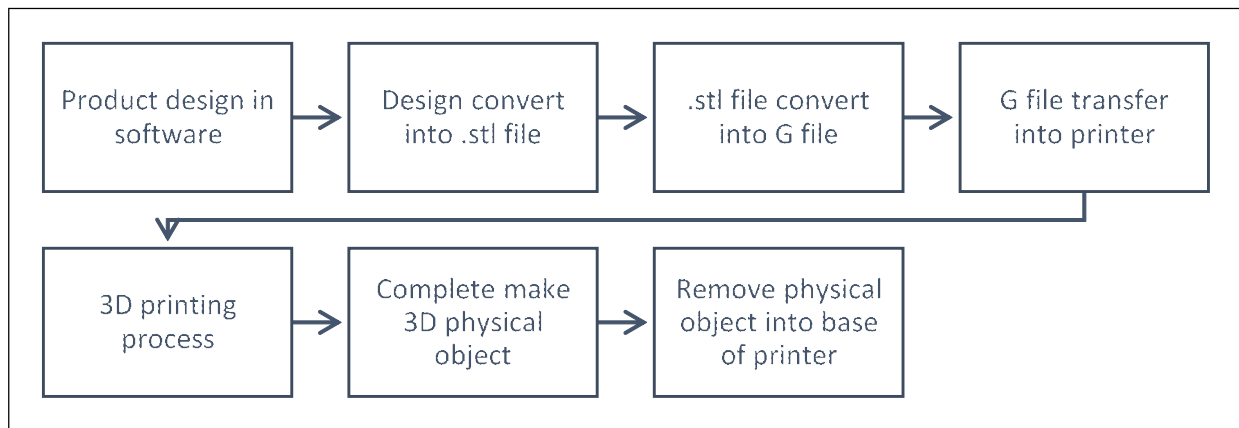 Product design in
software
Design convert
into .stl file
.stl file convert
into G file
G file transfer
into printer
3D printing
process
Complete make
3D physical
object
Remove physical
object into base
of printer